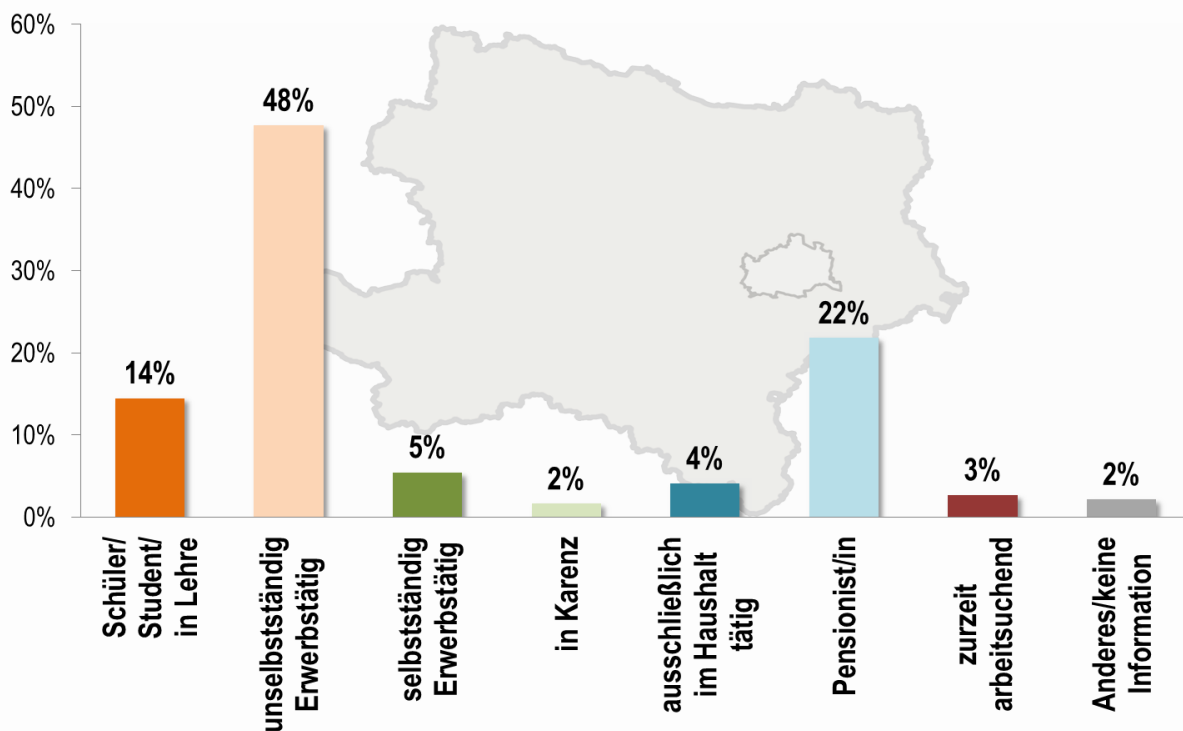 60%
50%
40%
30%
20%
10%
0%
14%
48%
5%
2%
4%
22%
3%
2%
Schüler/
Student/
in Lehre
unselbstständig
Erwerbstätig
selbstständig
Erwerbstätig
in Karenz
ausschließlich
im Haushalt
tätig
Pensionist/in
zurzeit
arbeitsuchend
Anderes/keine
Information